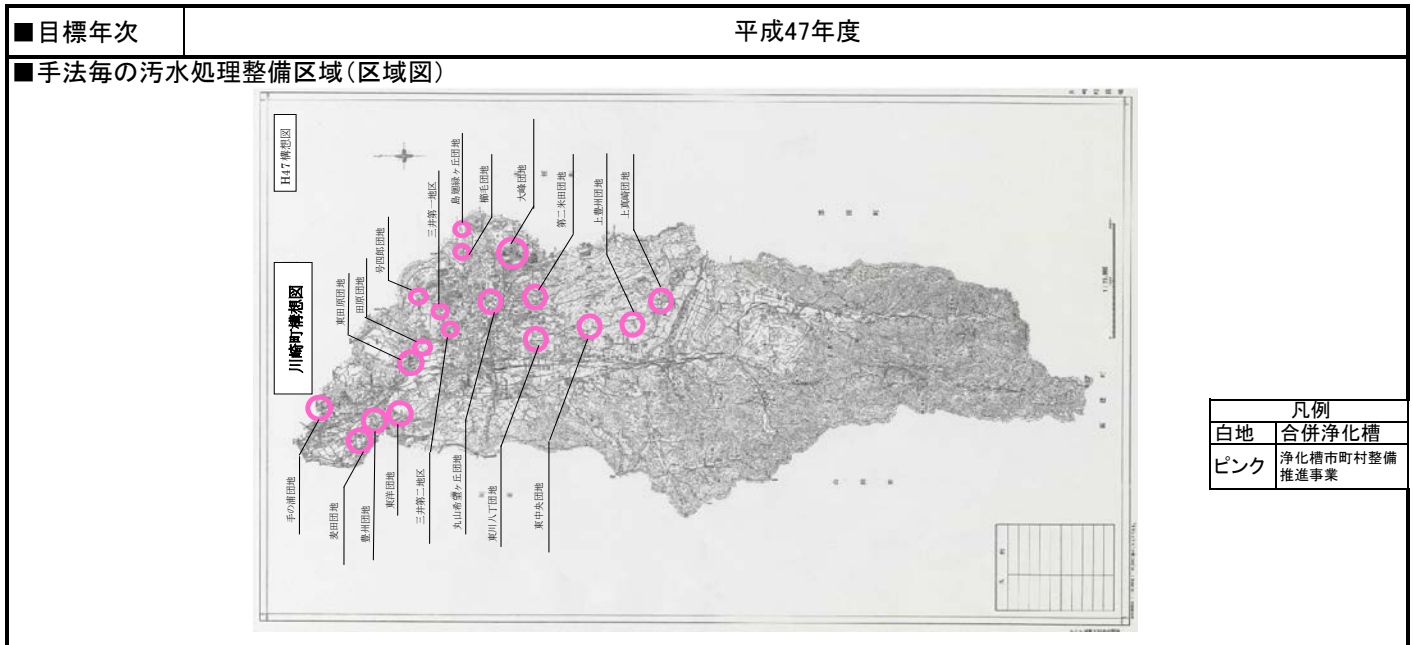 ■目標年次
平成47年度
■手法毎の汚水処理整備区域(区域図)
H47構想図
川崎町構想図
東田原団地
田原団地
号四郎団地
三井第一地区
島廻緑ヶ丘団地
櫛毛団地
大峰団地
第二米田団地
上豊州団地
上真崎団地
手の浦団地
麦田団地
豊州団地
東洋団地
三井第二地区
丸山希望ヶ丘団地
東川八丁団地
東中央団地
凡例
白地 合併浄化槽
ピンク 浄化槽市町村整備
推進事業